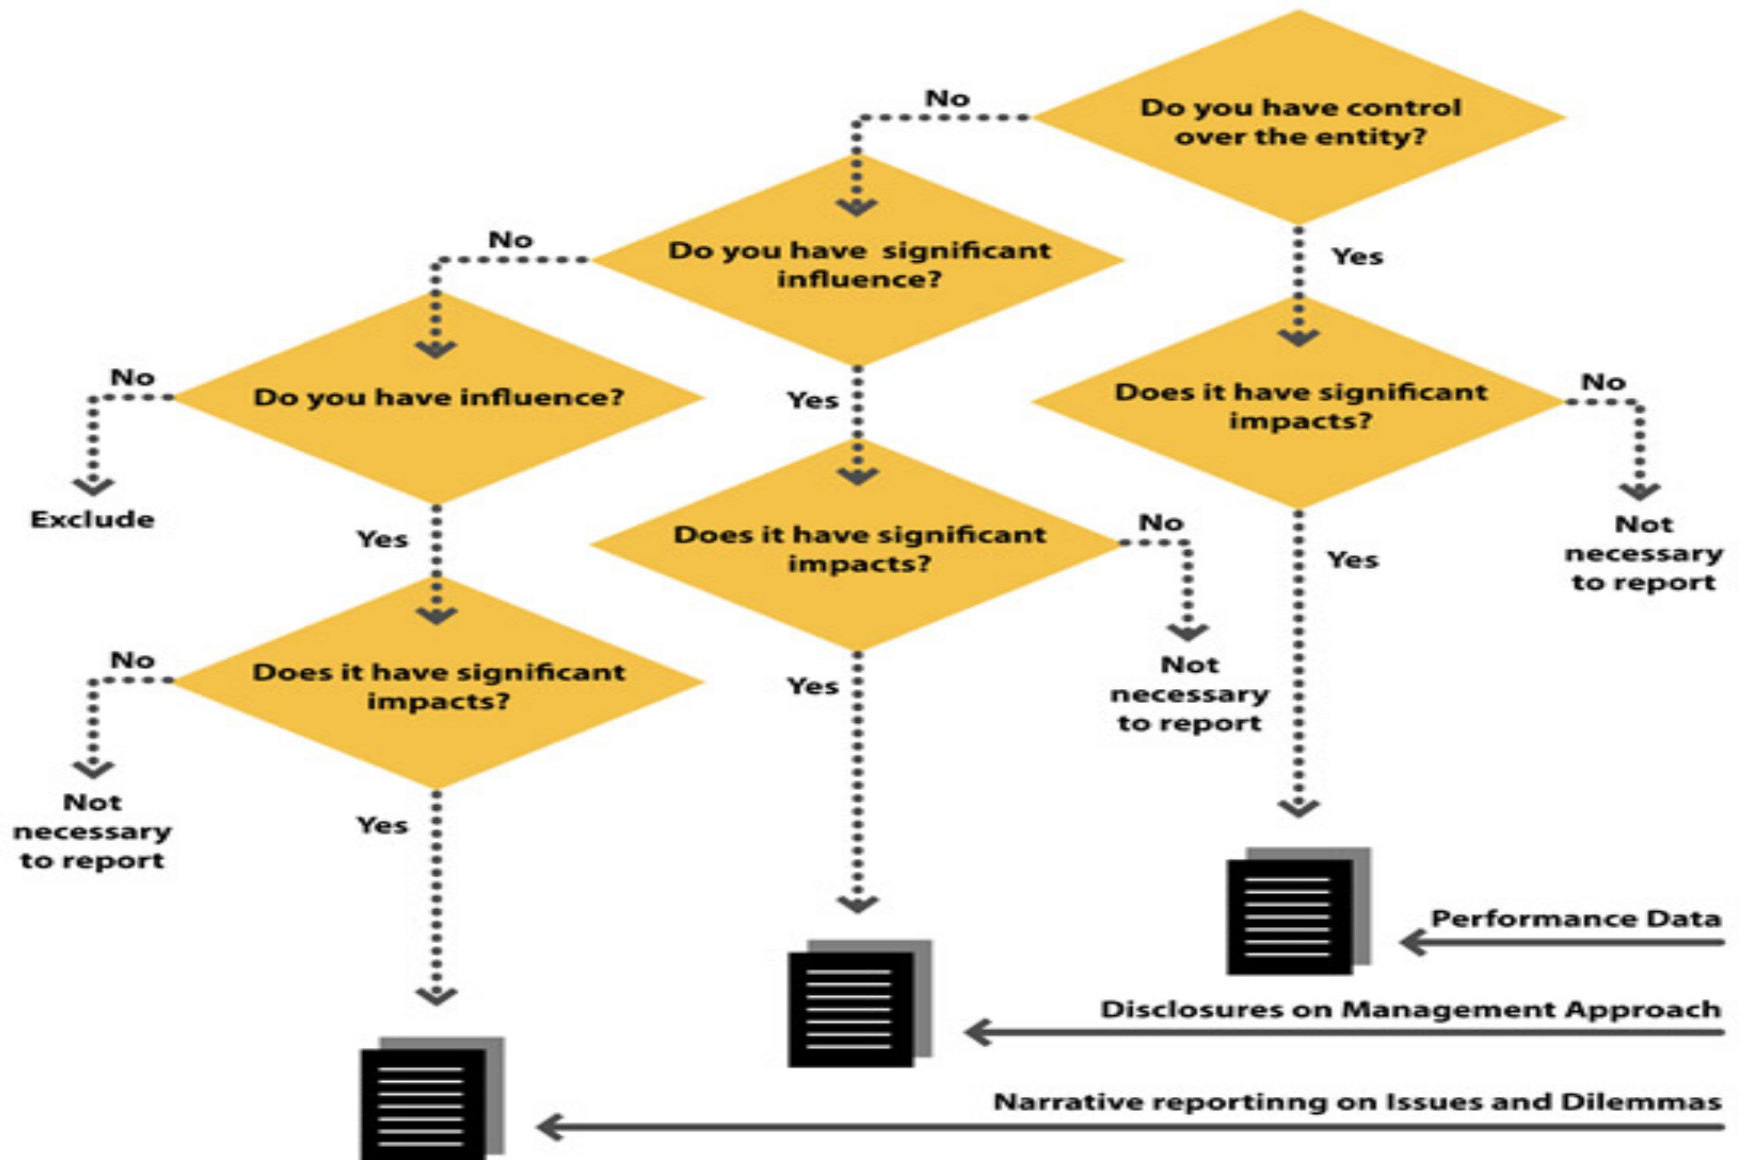 Do you have control
over the entity?
No
Yes
Do you have  significant
influence?
No
Yes
Does it have significant
impacts?
No
Not
necessary
to report
Yes
Do you have influence?
No
Exclude
Yes
Does it have significant
impacts?
No
Not
necessary
to report
Yes
Does it have significant
impacts?
No
Not
necessary
to report
Yes
Performance Data
Disclosures on Management Approach
Narrative reportinng on Issues and Dilemmas